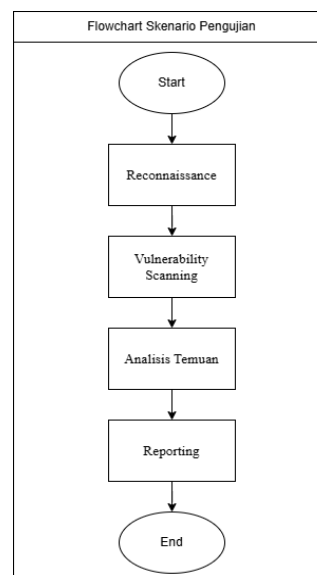 Flowchart Skenario Pengujian
Start
Reconnaissance
Vulnerability
Scanning
Analisis Temuan
Reporting
End